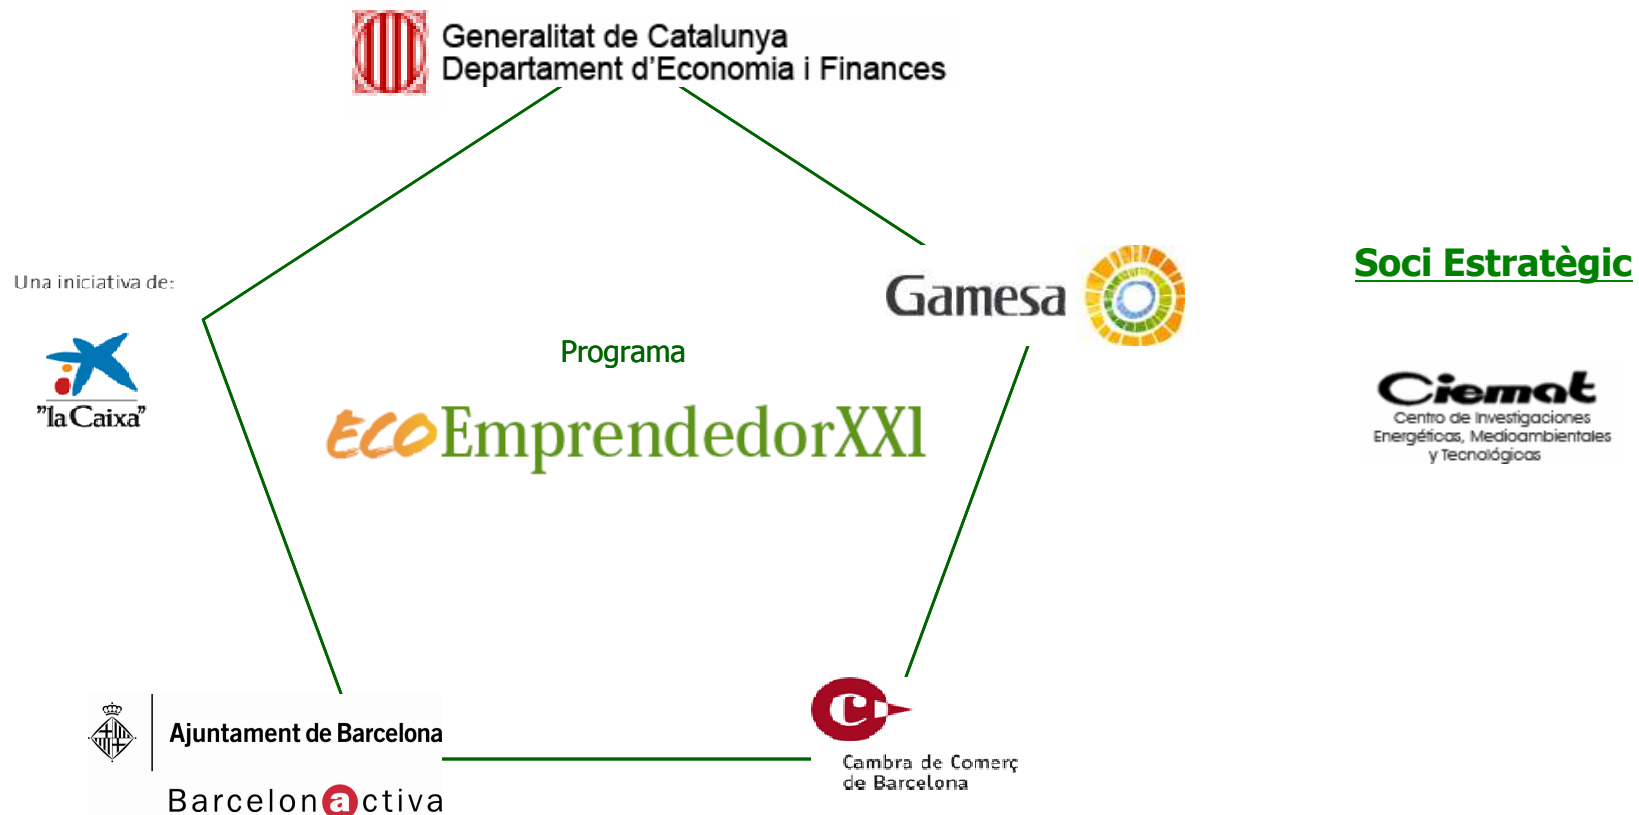 Generalitat de Catalunya
Departament d'Economia i Finances
Una iniciativa de:
"la Caixa"
Gamesa
Soci Estratègic
Programa
ECOEmprendedorXXI
Ciemat
Centro de Investigaciones
Energéticas, Medioambientales
y Tecnológicas
Ajuntament de Barcelona
Barcelonactiva
C
Cambra de Comerç
de Barcelona